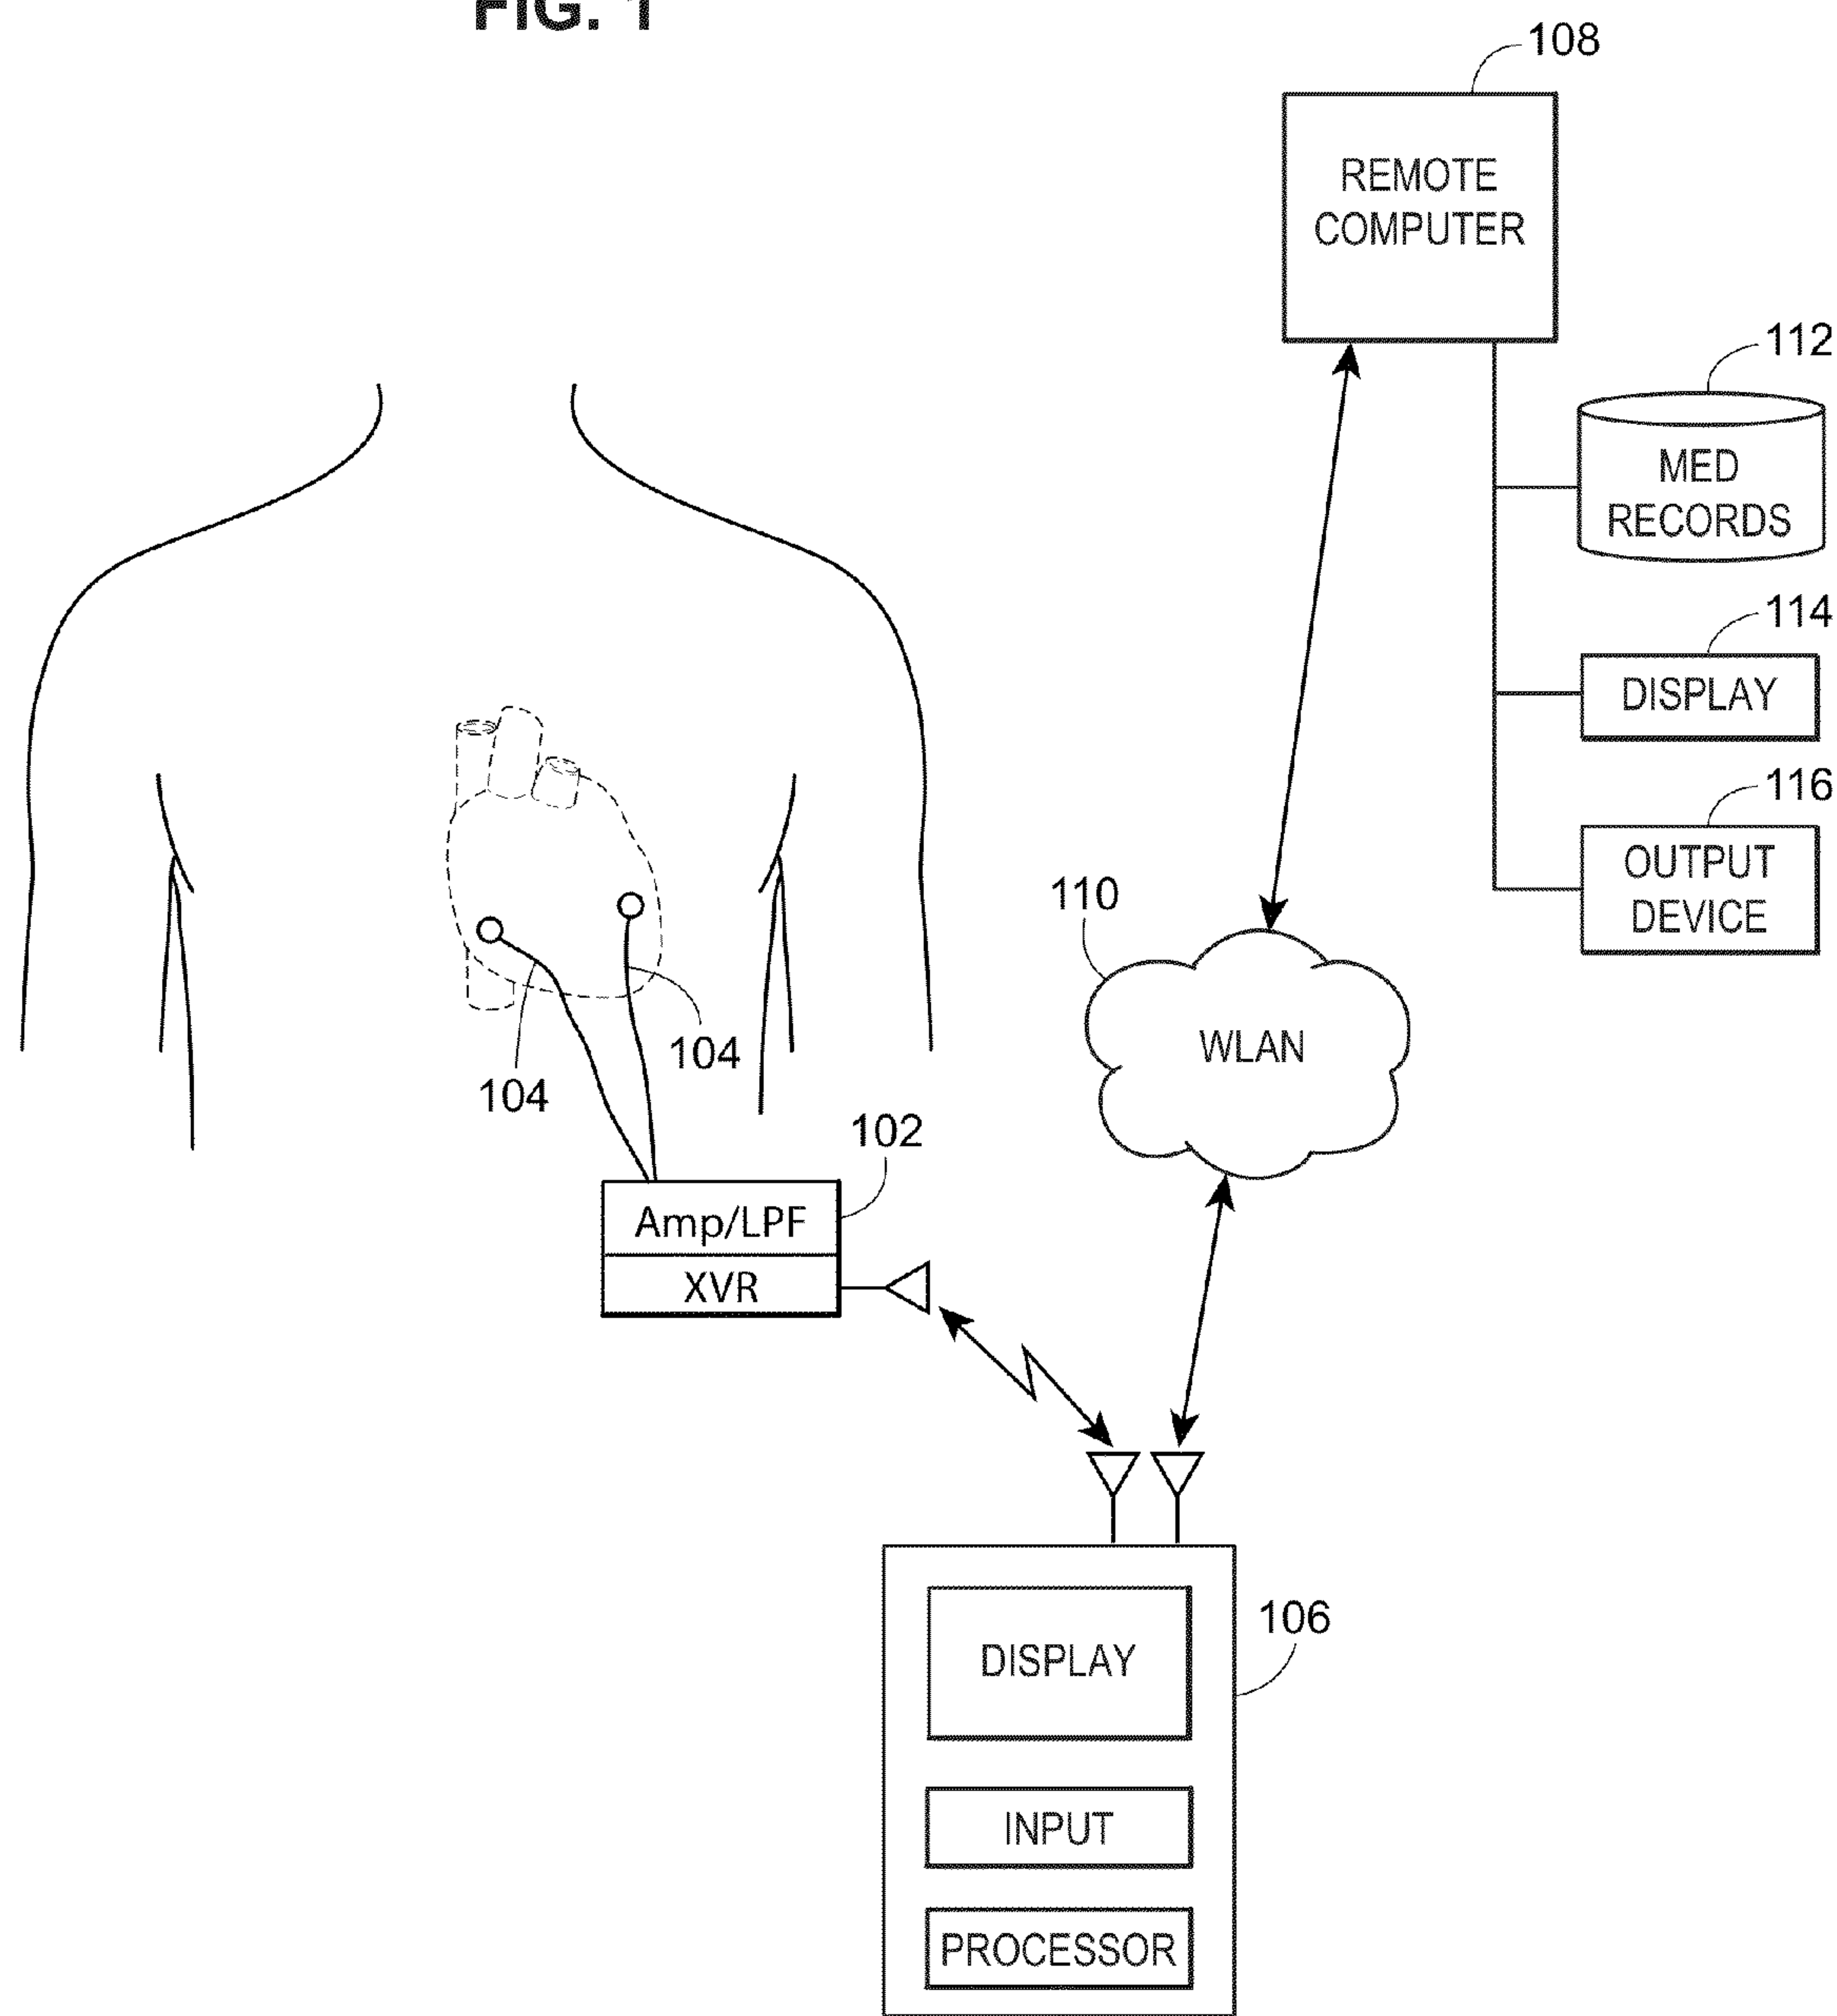 FIG. 1
108
REMOTE
COMPUTER
112
MED
RECORDS
114
DISPLAY
116
OUTPUT
DEVICE
110
WLAN
104
104
102
Amp/LPF
XVR
106
DISPLAY
INPUT
PROCESSOR